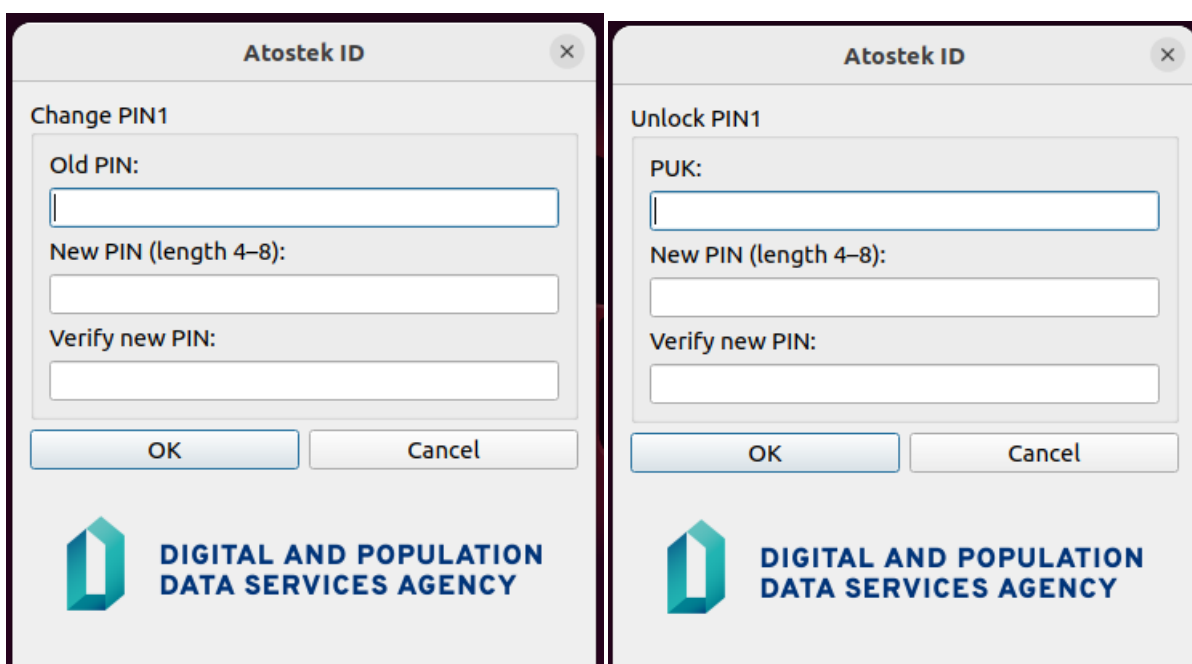 Atostek ID
Change PIN1
Old PIN:
New PIN (length 4–8):
Verify new PIN:
OK
Cancel
DIGITAL AND POPULATION
DATA SERVICES AGENCY
Atostek ID
Unlock PIN1
PUK:
New PIN (length 4–8):
Verify new PIN:
OK
Cancel
DIGITAL AND POPULATION
DATA SERVICES AGENCY